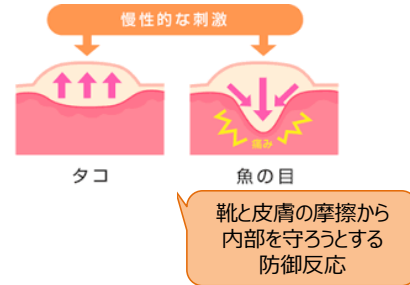 慢性的な刺激
痛み
タコ
魚の目
靴と皮膚の摩擦から
内部を守ろうとする
防御反応